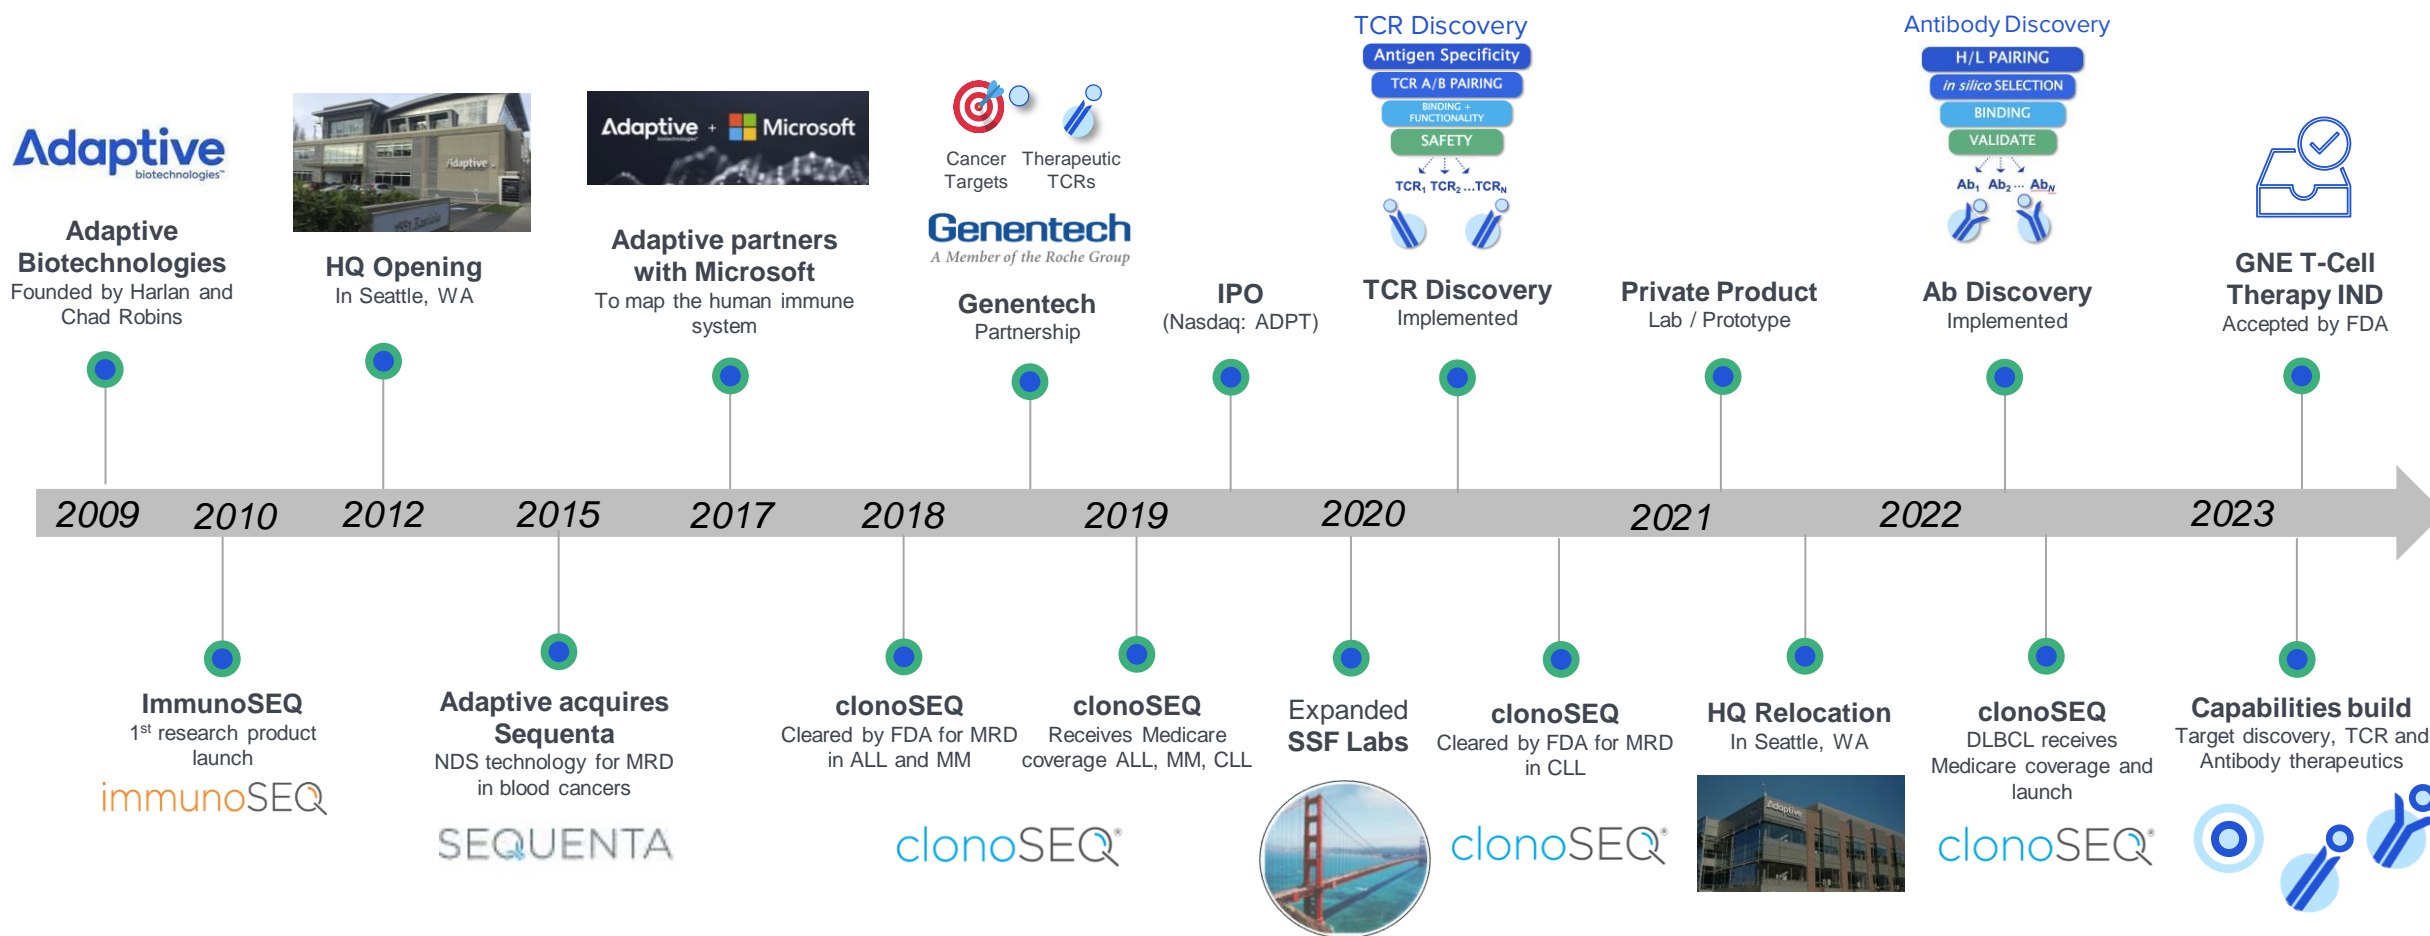 Adaptive
biotechnologies™
Adaptive
Biotechnologies
Founded by Harlan and
Chad Robins
Adaptive
HQ Opening
In Seattle, WA
Adaptive + Microsoft
biotechnologies
Adaptive partners
with Microsoft
To map the human immune
system
Cancer
Targets
Therapeutic
TCRs
Genentech
A Member of the Roche Group
Genentech
Partnership
IPO
(Nasdaq: ADPT)
TCR Discovery
Antigen Specificity
TCR A/B PAIRING
BINDING +
FUNCTIONALITY
SAFETY
TCR1 TCR2 ...TCRN
TCR Discovery
Implemented
Private Product
Lab / Prototype
Antibody Discovery
H/L PAIRING
in silico SELECTION
BINDING
VALIDATE
Ab1 Ab2 ... AbN
Ab Discovery
Implemented
GNE T-Cell
Therapy IND
Accepted by FDA
2009 2010 2012 2015 2017 2018 2019 2020 2021 2022 2023
ImmunoSEQ
1st research product
launch
immunoSEQ
Adaptive acquires
Sequenta
NDS technology for MRD
in blood cancers
SEQUENTA
clonoSEQ
Cleared by FDA for MRD
in ALL and MM
clonoSEQ
Receives Medicare
coverage ALL, MM, CLL
clonoSEQ®
Expanded
SSF Labs
clonoSEQ
Cleared by FDA for MRD
in CLL
clonoSEQ®
HQ Relocation
In Seattle, WA
Adaptive
clonoSEQ
DLBCL receives
Medicare coverage and
launch
clonoSEQ®
Capabilities build
Target discovery, TCR and
Antibody therapeutics